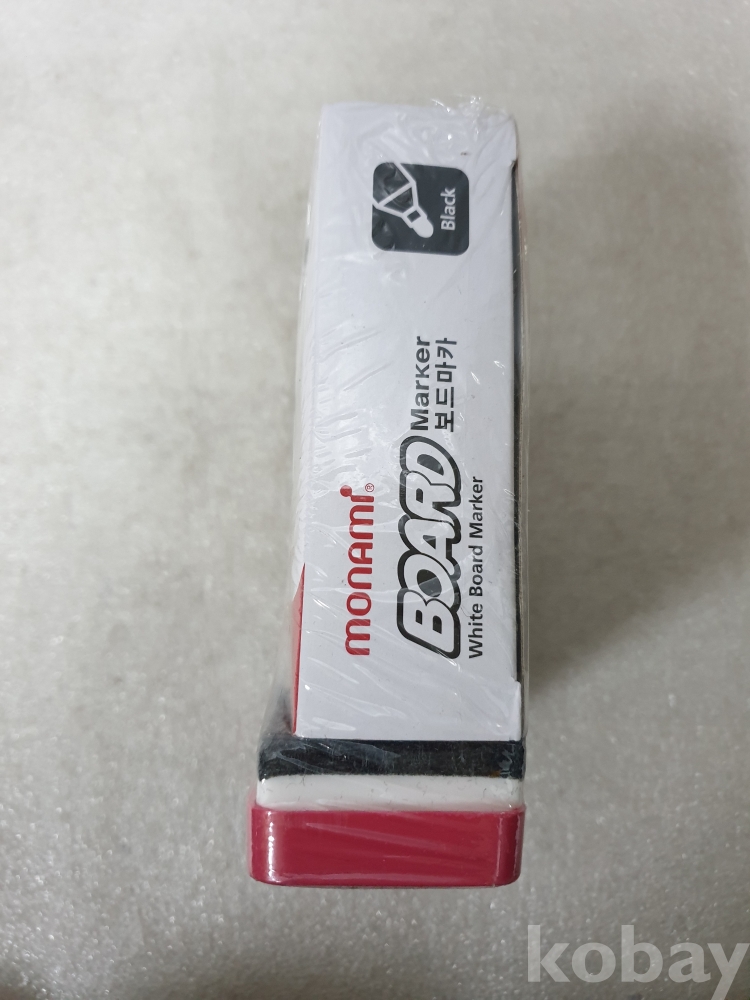 monami®
BOARD Marker
보드마카
White Board Marker
Black
kobay